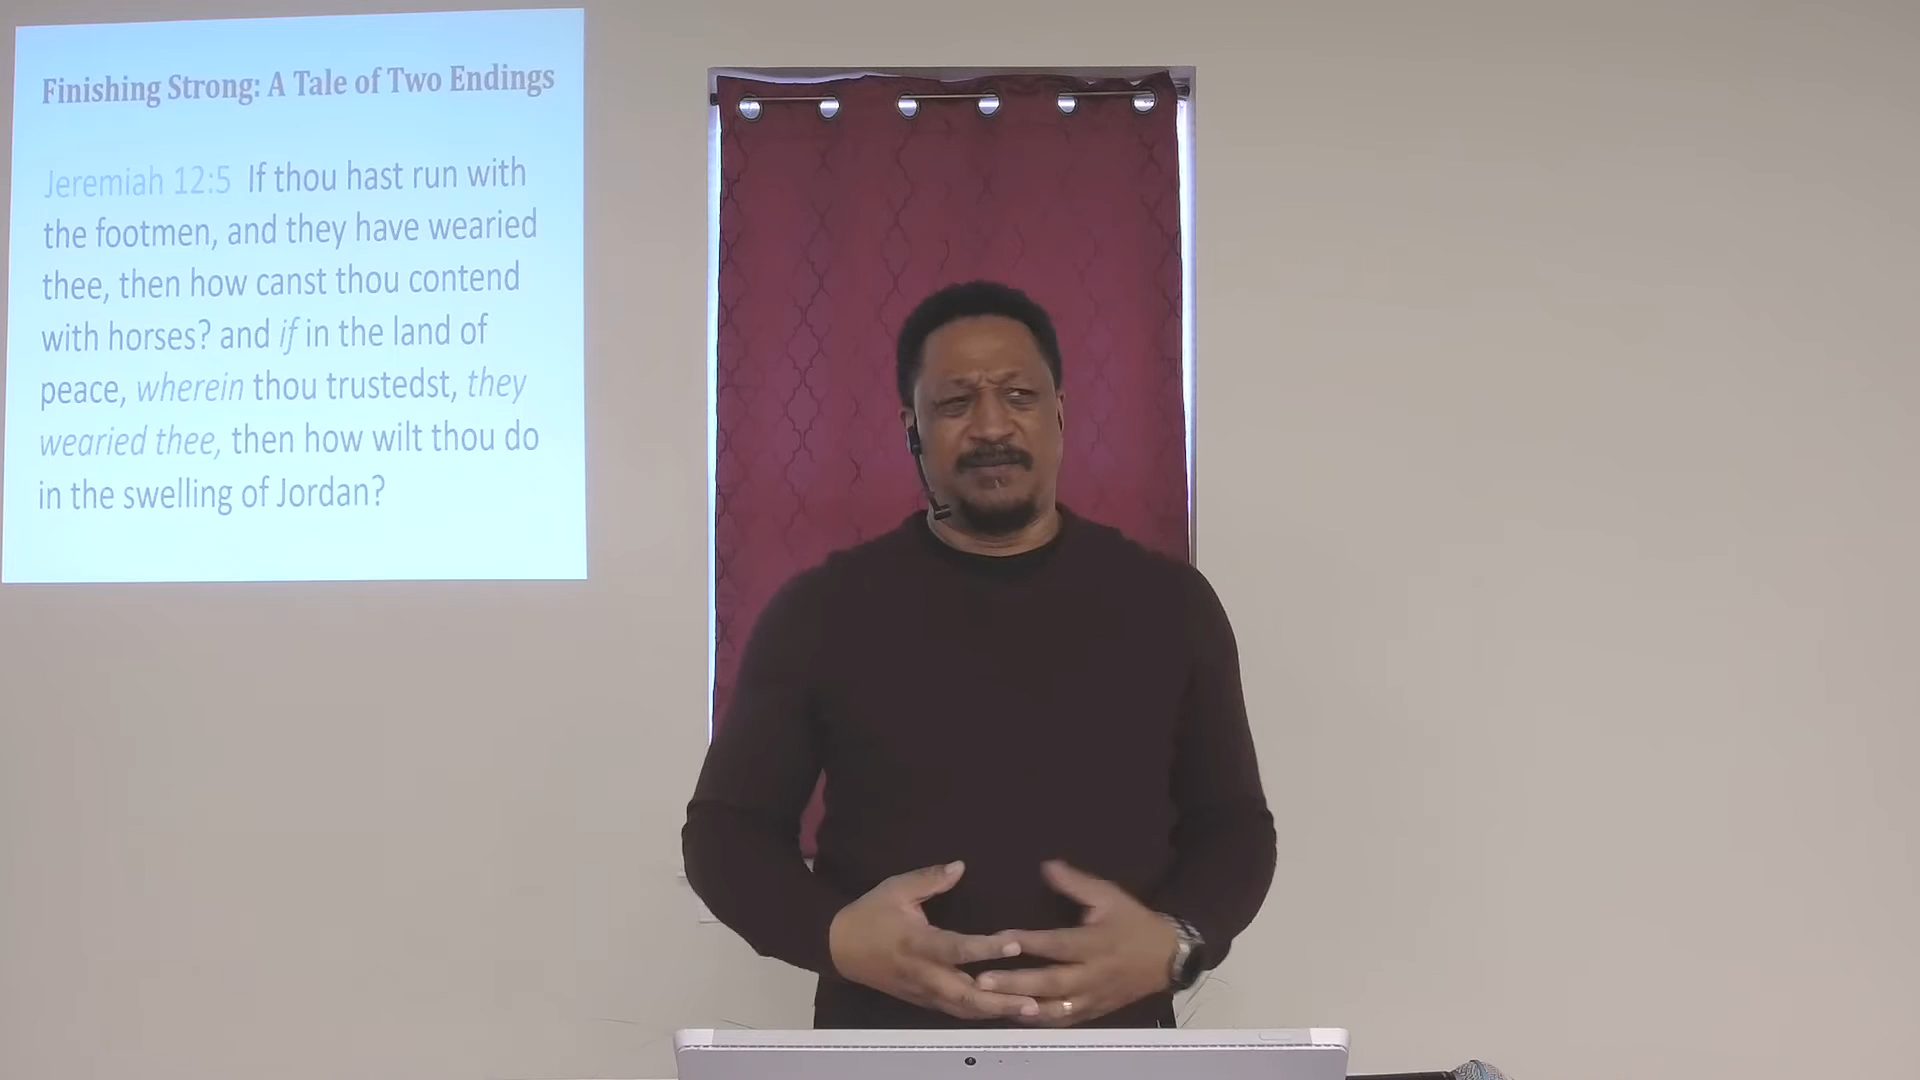 Finishing Strong: A Tale of Two Endings
Jeremiah 12:5 If thou hast run with
the footmen, and they have wearied
thee, then how canst thou contend
with horses? and if in the land of
peace, wherein thou trustedst, they
wearied thee, then how wilt thou do
in the swelling of Jordan?